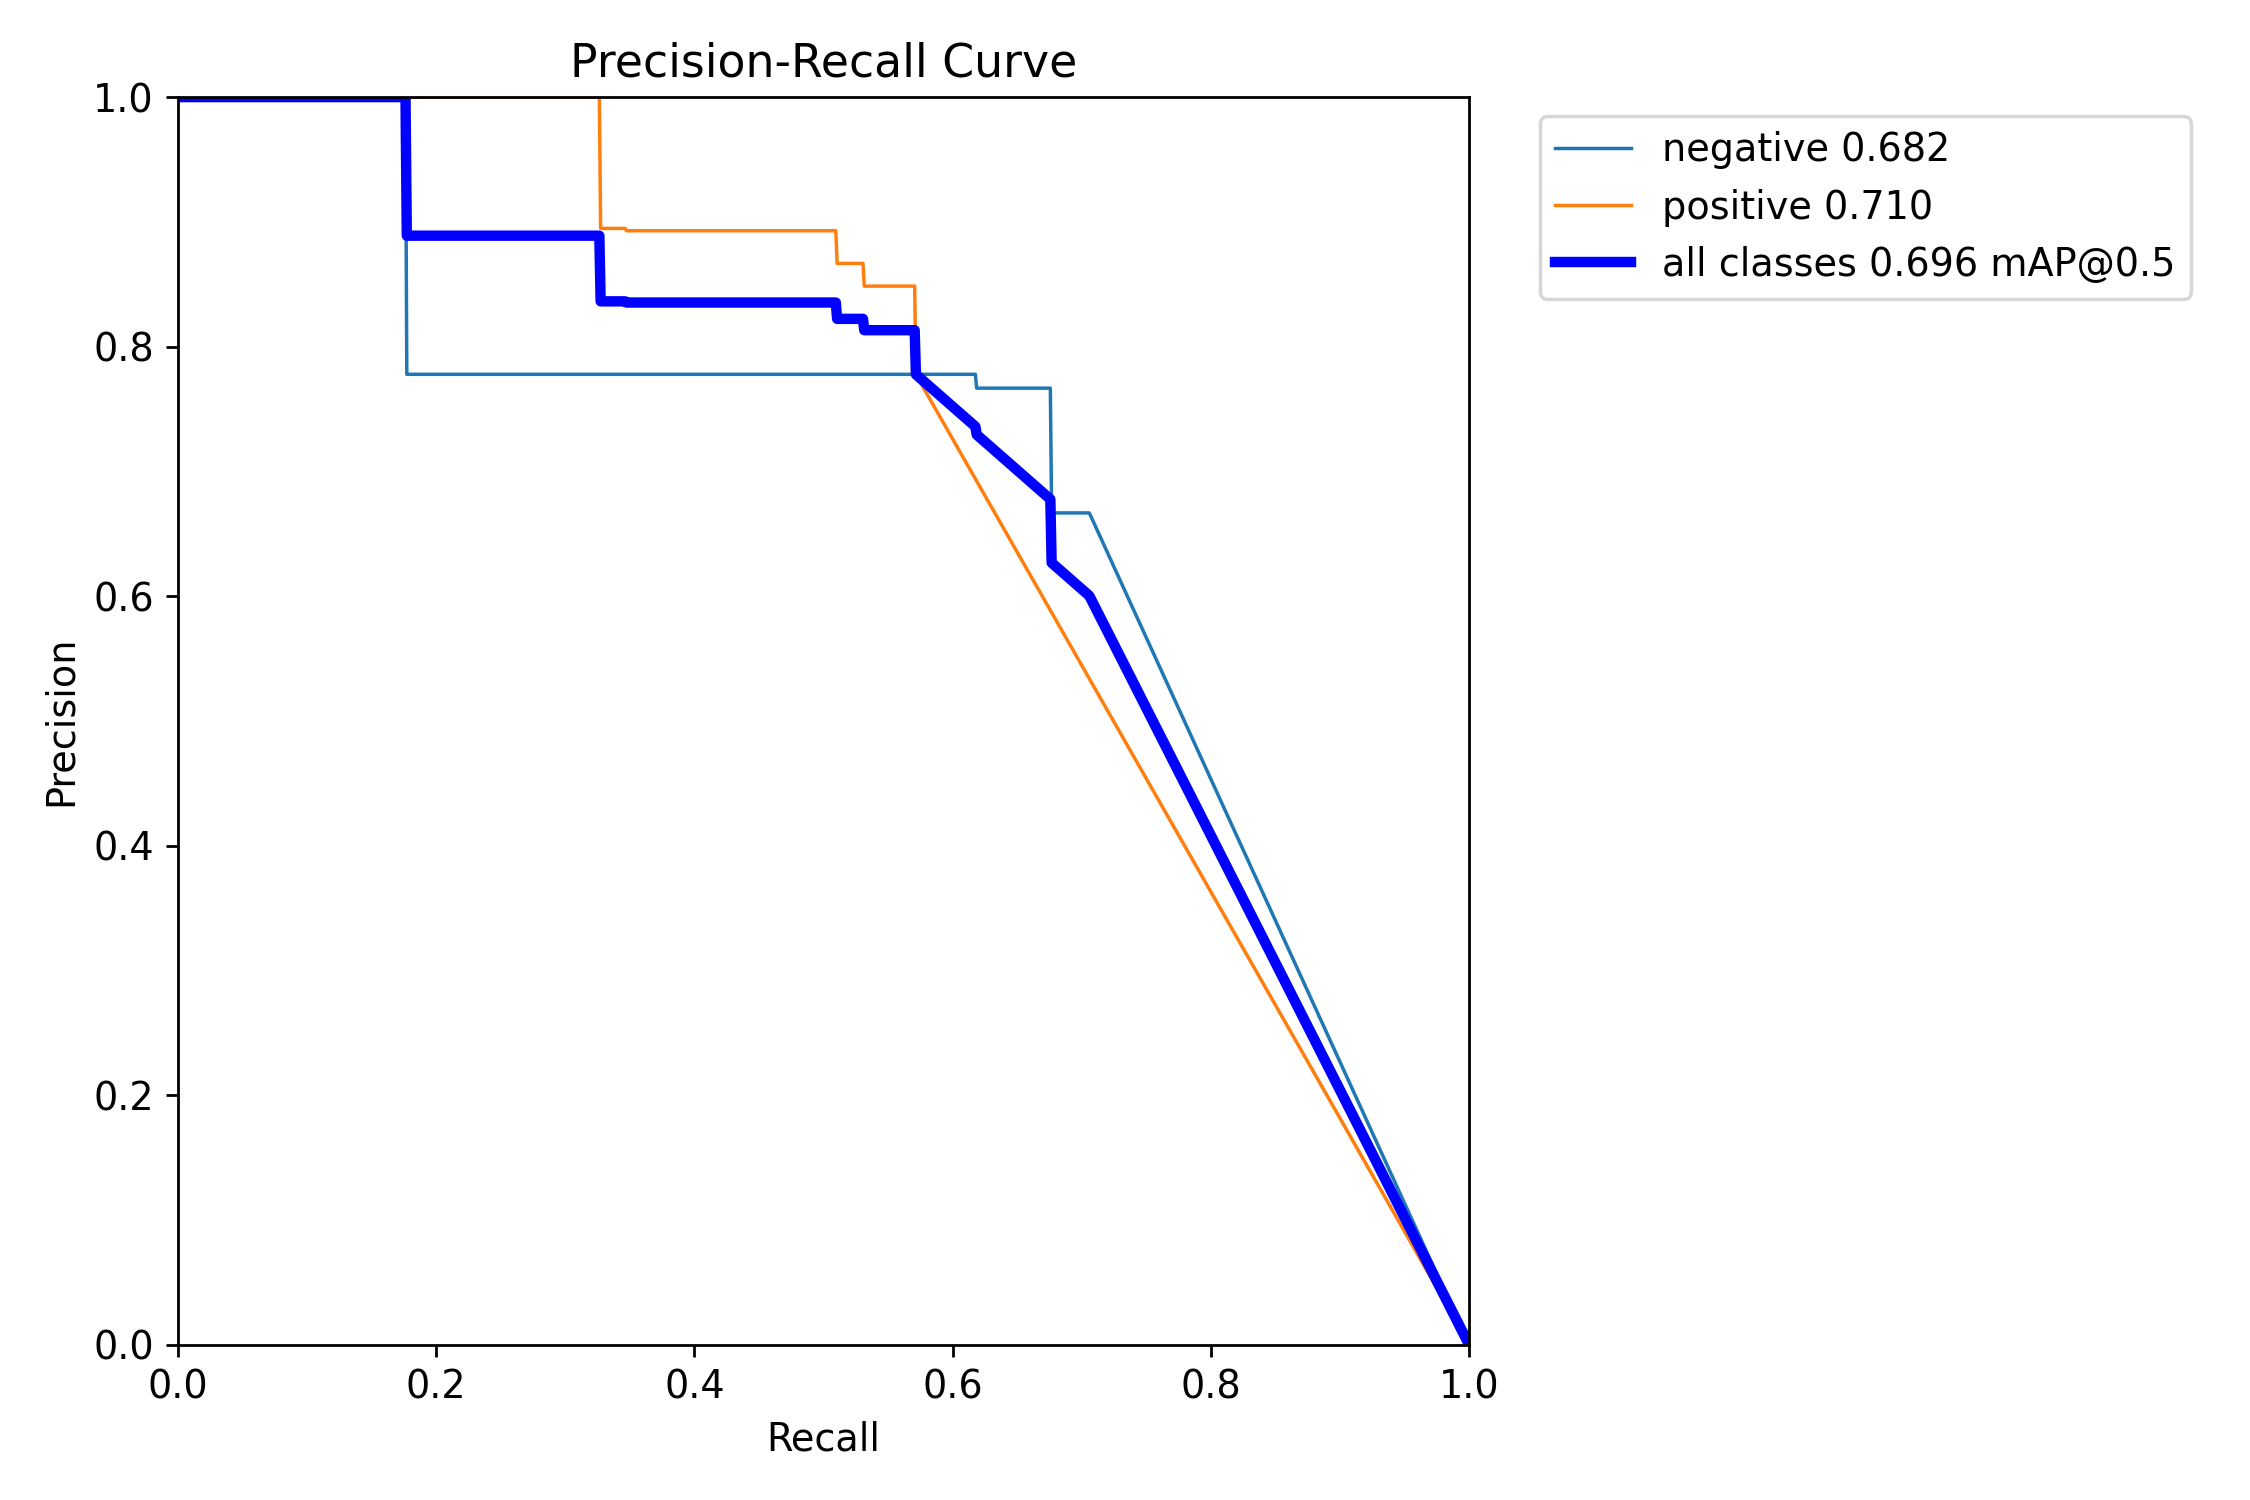 Precision-Recall Curve
1.0
0.8
0.6
0.4
0.2
0.0
Precision
0.0 0.2 0.4 0.6 0.8 1.0
Recall
negative 0.682
positive 0.710
all classes 0.696 mAP@0.5